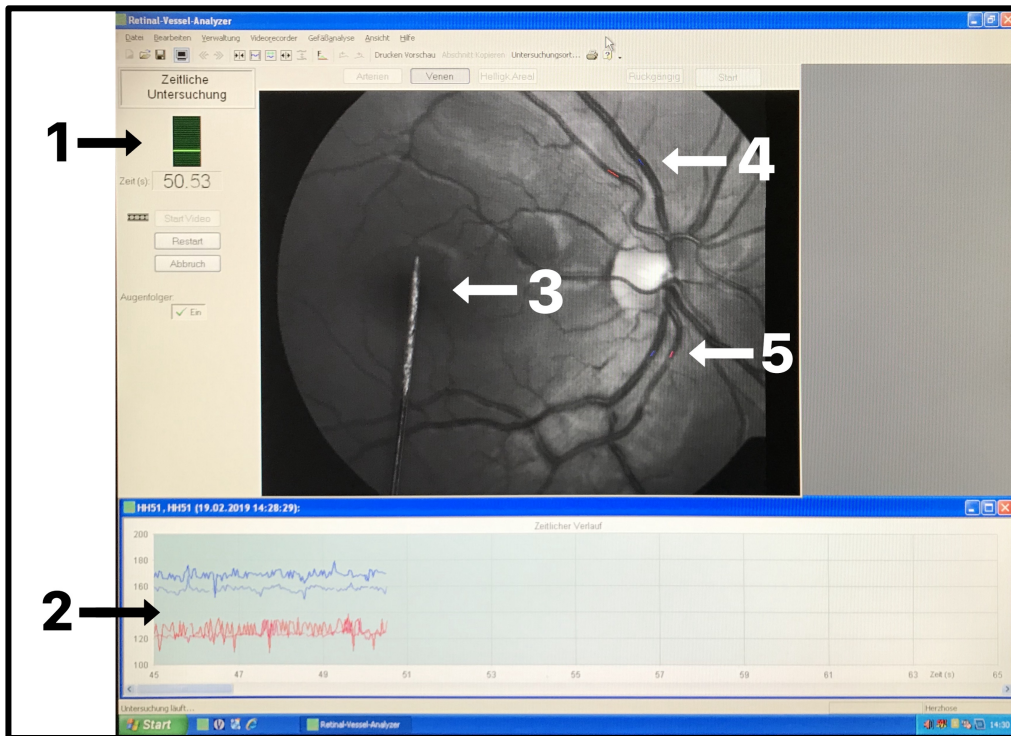 Retinal-Vessel-Analyzer
Datei Bearbeiten Verwaltung Videorecorder Gefäßanalyse Ansicht Hilfe
Drucken Vorschau Abschnitt Kopieren Untersuchungsort...
Zeitliche
Untersuchung
Arterien Venen Helligk.Areal Rückgängig Start
1
Zeit (s): 50.53
Start Video
Restart
Abbruch
Augenfolger:
Ein
4
3
5
HH51, HH51 (19.02.2019 14:28:29):
Zeitlicher Verlauf
200
180
160
2
120
100
45 47 49 51 53 55 57 59 61 63 Zeit (s) 65
Untersuchung läuft... Herzhose
Start Retinal-Vessel-Analyzer 14:30